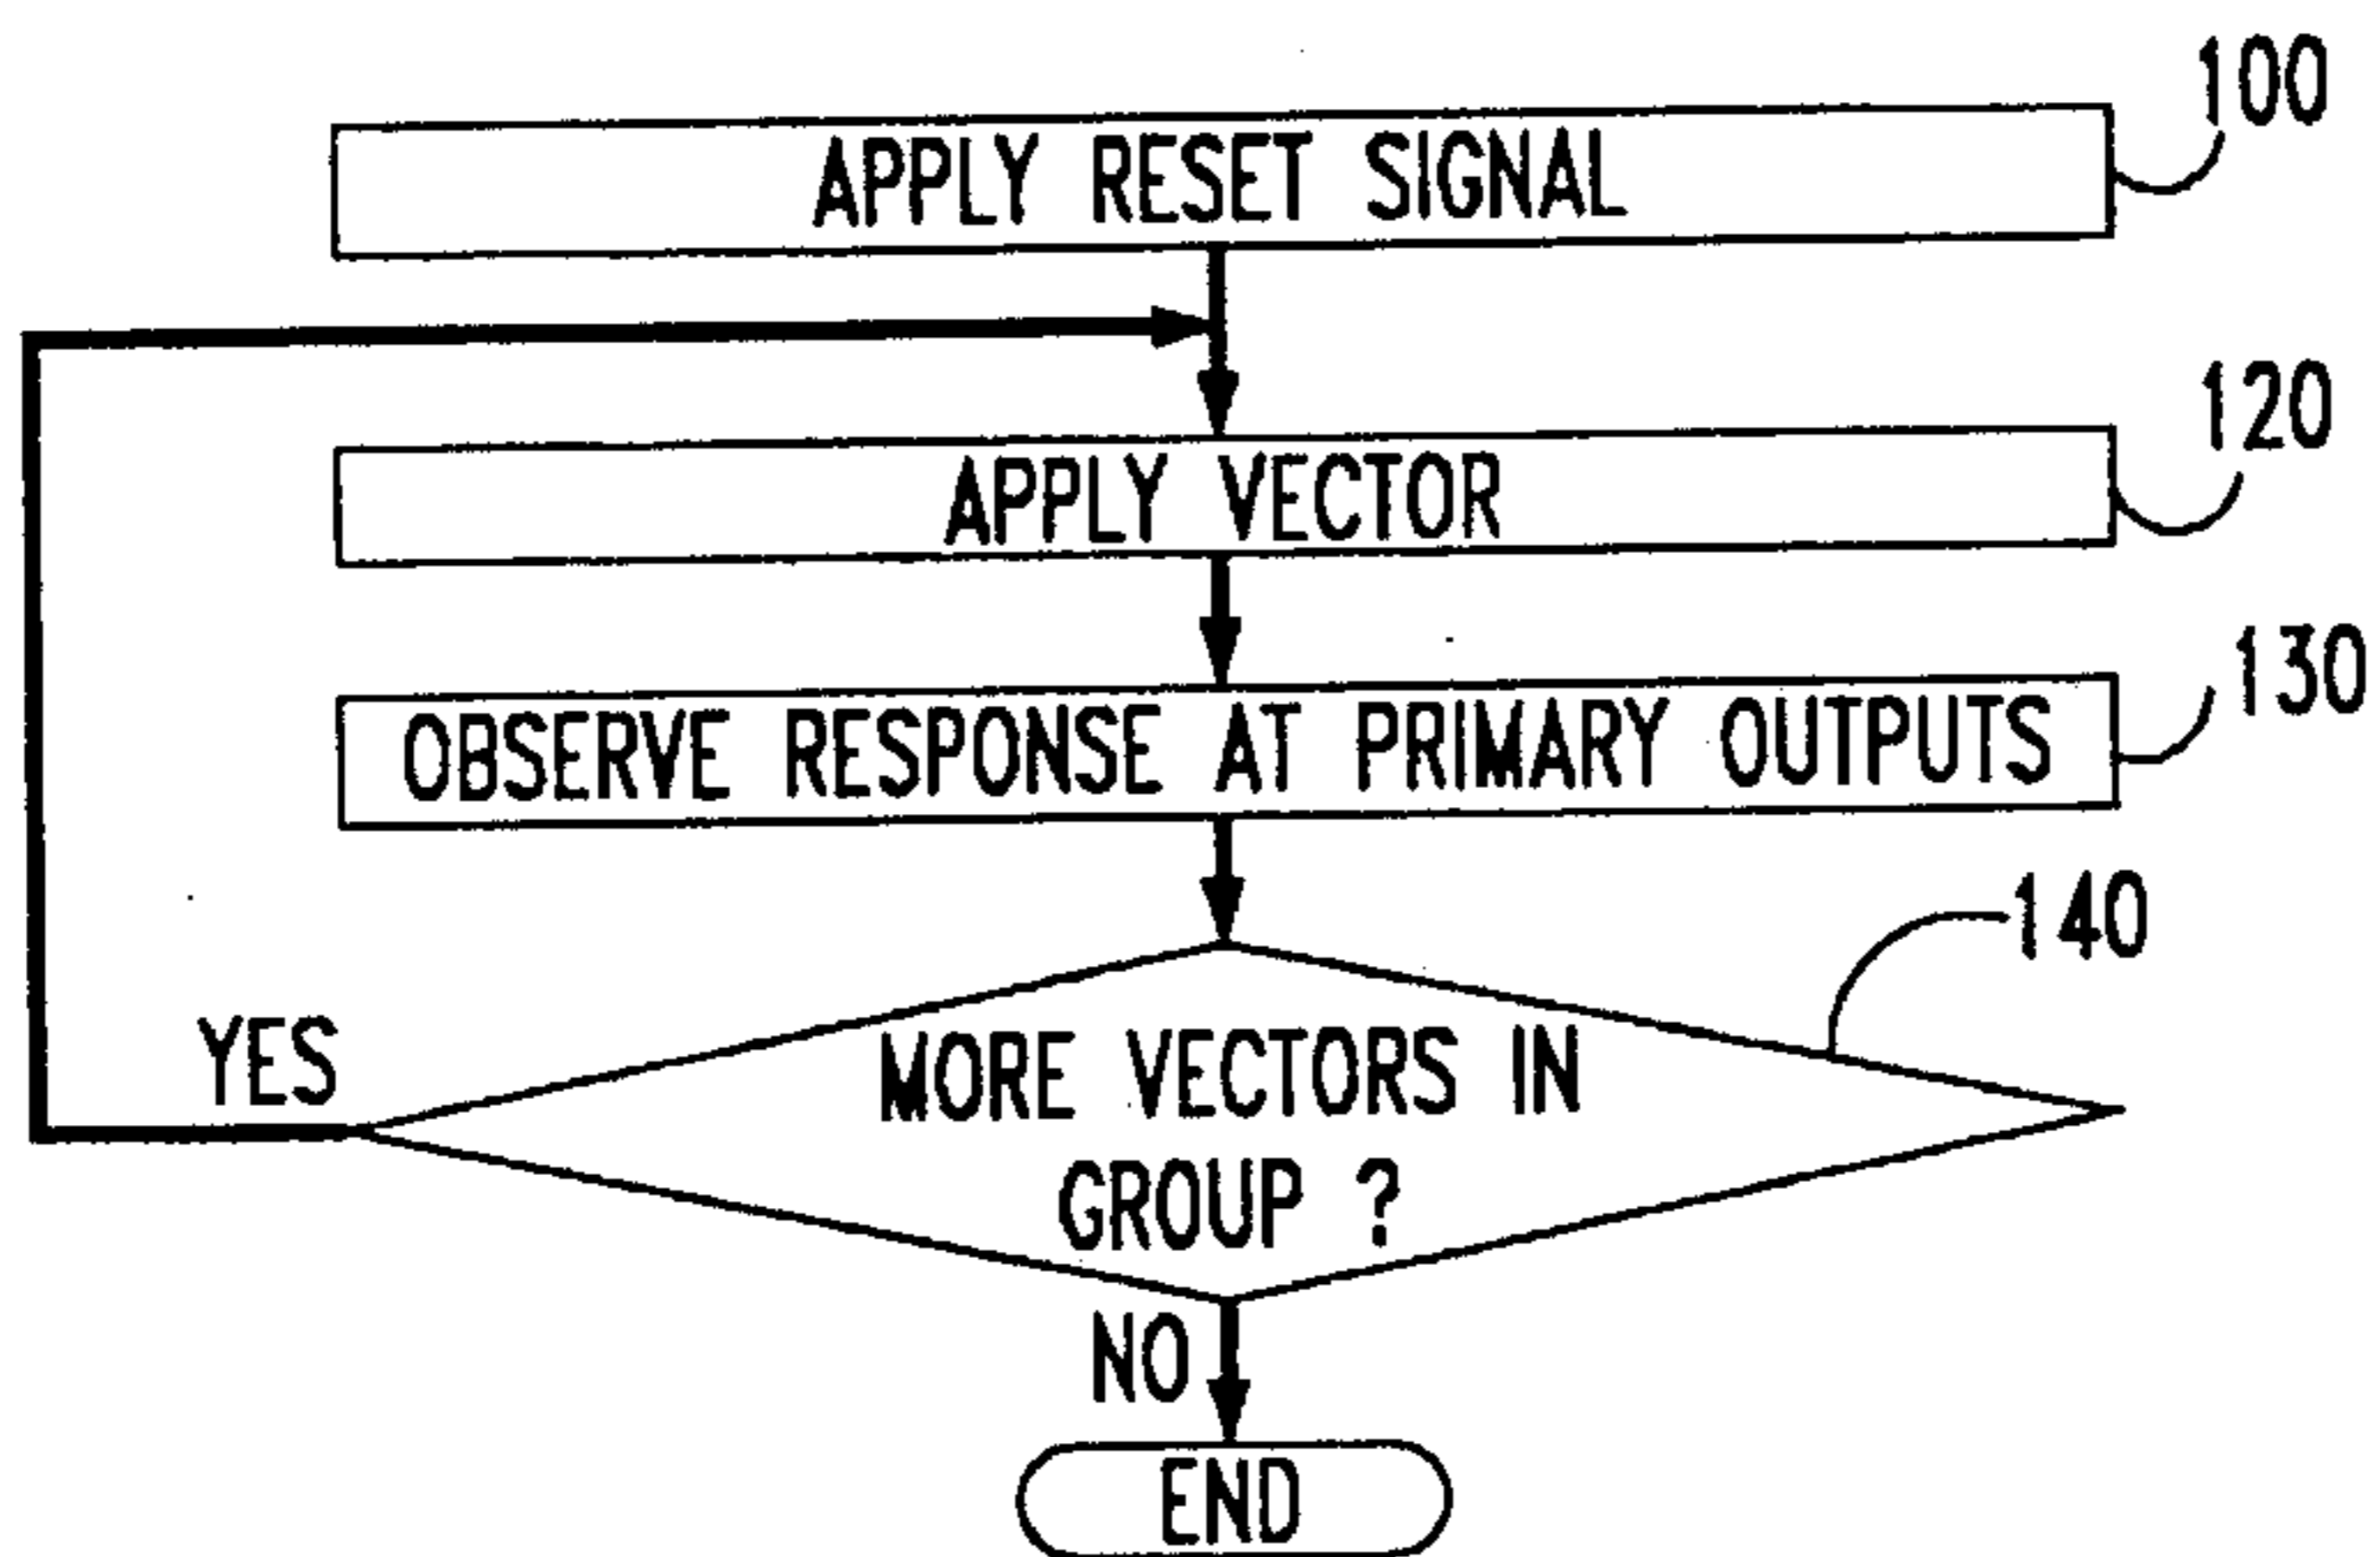 100
APPLY RESET SIGNAL
120
APPLY VECTOR
130
OBSERVE RESPONSE AT PRIMARY OUTPUTS
140
YES
MORE VECTORS IN
GROUP ?
NO
END